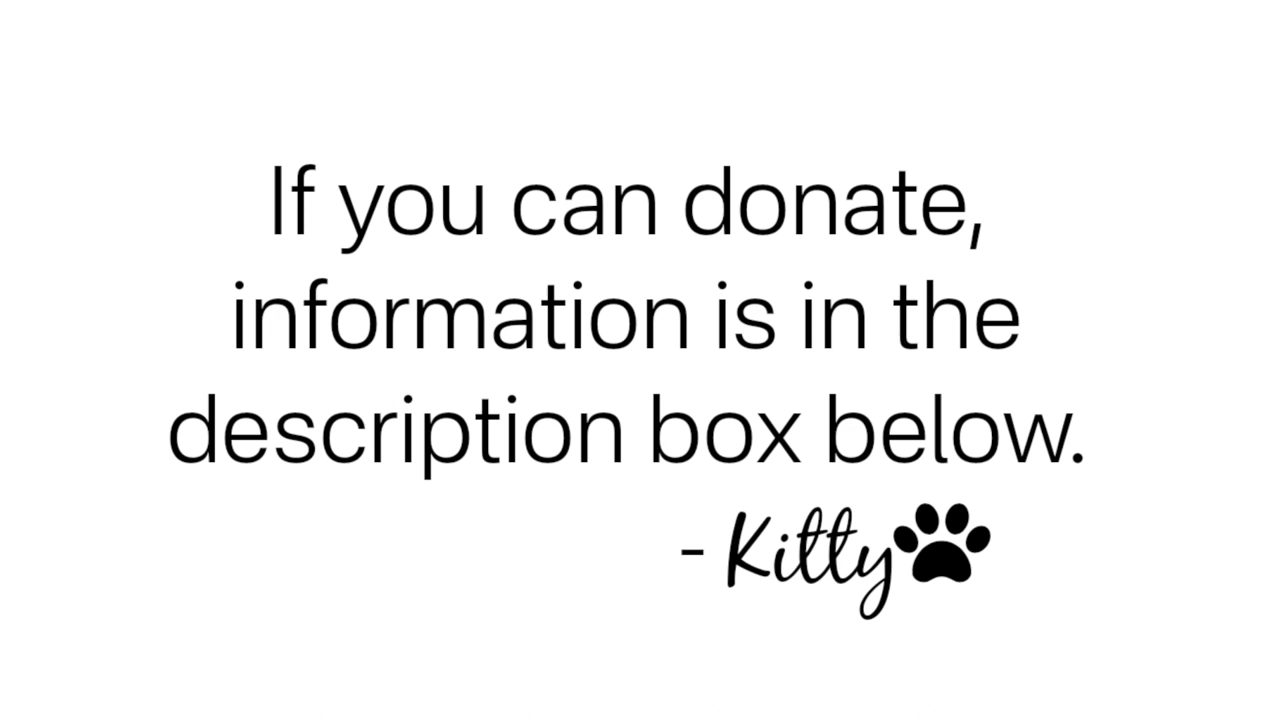 If you can donate,
information is in the
description box below.
- Kitty